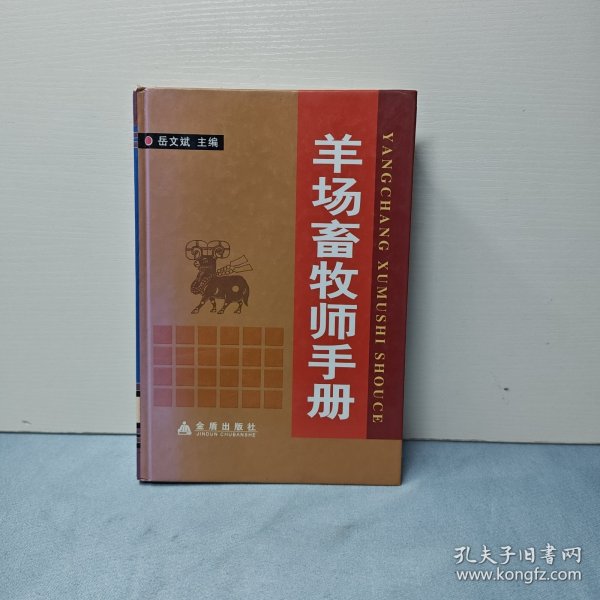 岳文斌 主编
羊场畜牧师手册
YANGCHANG XUMUSHI SHOUCE
金盾出版社
JINDUN CHUBANSHE
孔夫子旧书网
www.kongfz.com